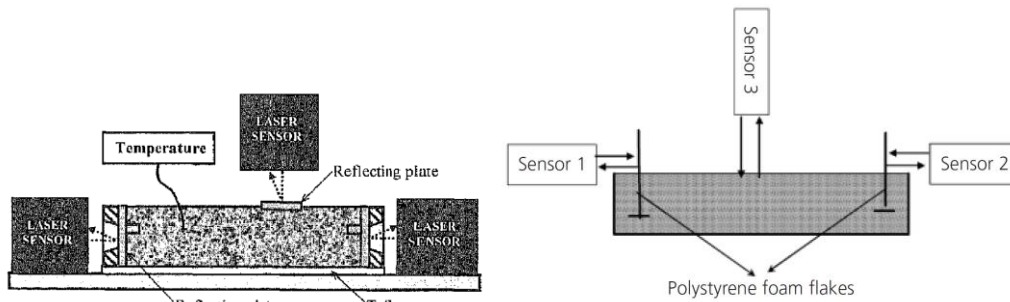 LASER
SENSOR
Temperature
Reflecting plate
LASER
SENSOR
LASER
SENSOR
Sensor 3
Sensor 1
Sensor 2
Polystyrene foam flakes